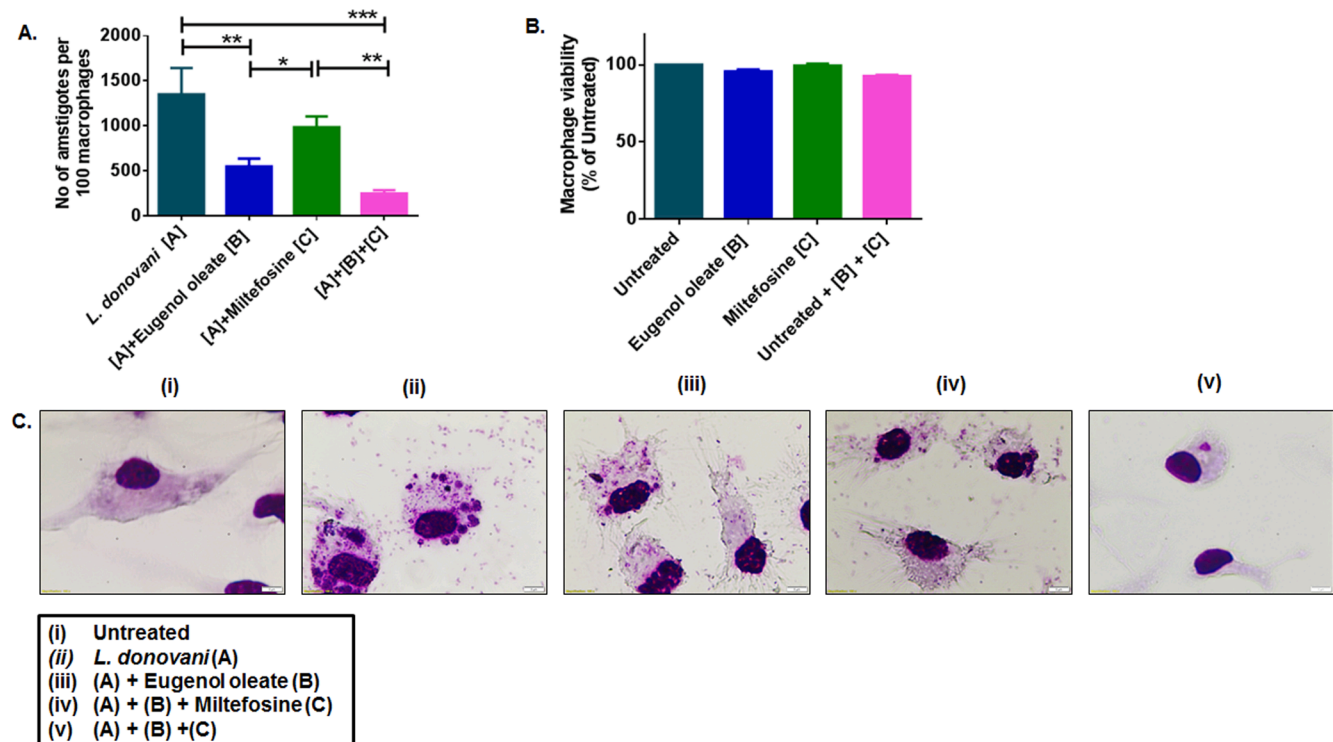 A.
***
**
*
**
2000
1500
1000
500
0
No of amstigotes per
100 macrophages
L. donovani [A]
[A]+Eugenol oleate [B]
[A]+Miltefosine [C]
[A]+[B]+[C]
B.
100
50
0
Macrophage viability
(% of Untreated)
Untreated
Eugenol oleate [B]
Miltefosine [C]
Untreated + [B] + [C]
(i)
(ii)
(iii)
(iv)
(v)
C.
(i) Untreated
(ii) L. donovani (A)
(iii) (A) + Eugenol oleate (B)
(iv) (A) + (B) + Miltefosine (C)
(v) (A) + (B) +(C)